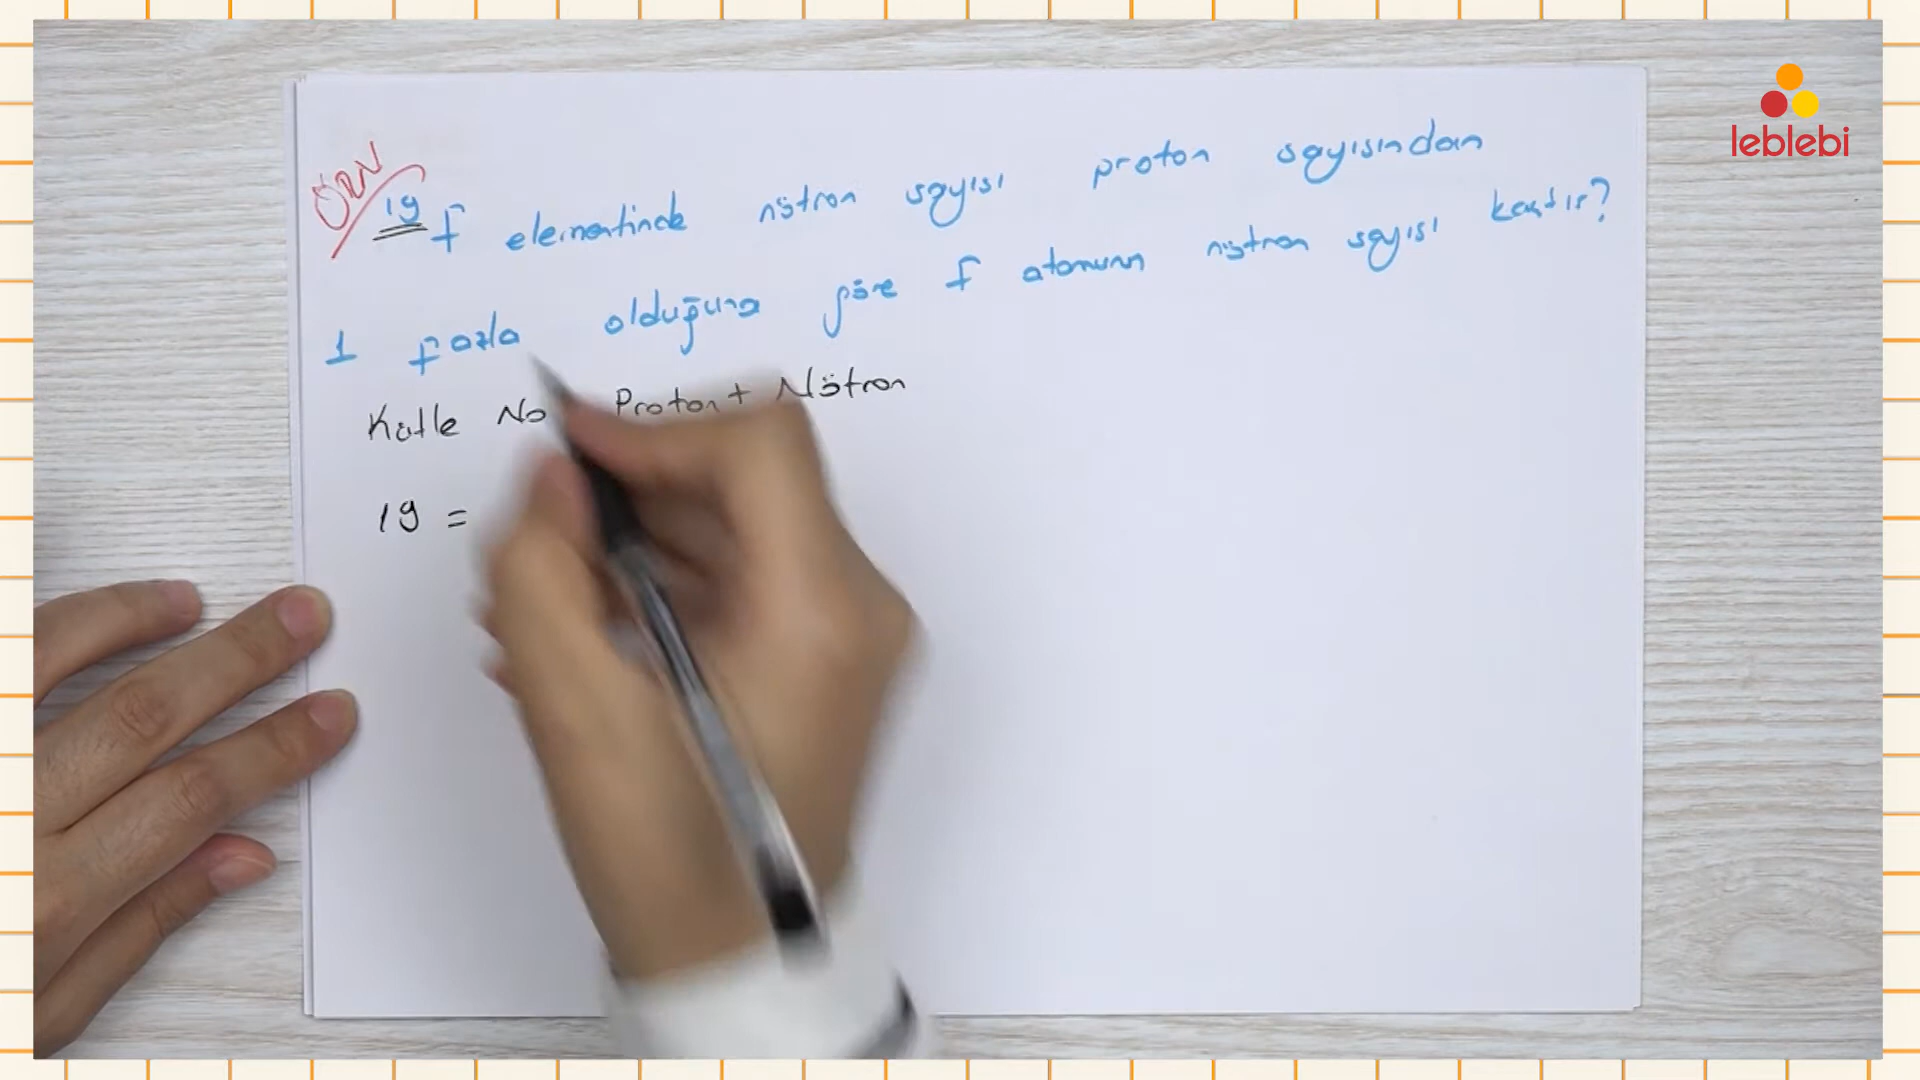 leblebi
ÖRN
19 F elementinde nötron sayısı proton sayısından
1 fazla olduğuna göre F atomunun nötron sayısı kaçtır?
Kütle No Proton + Nötron
19 =